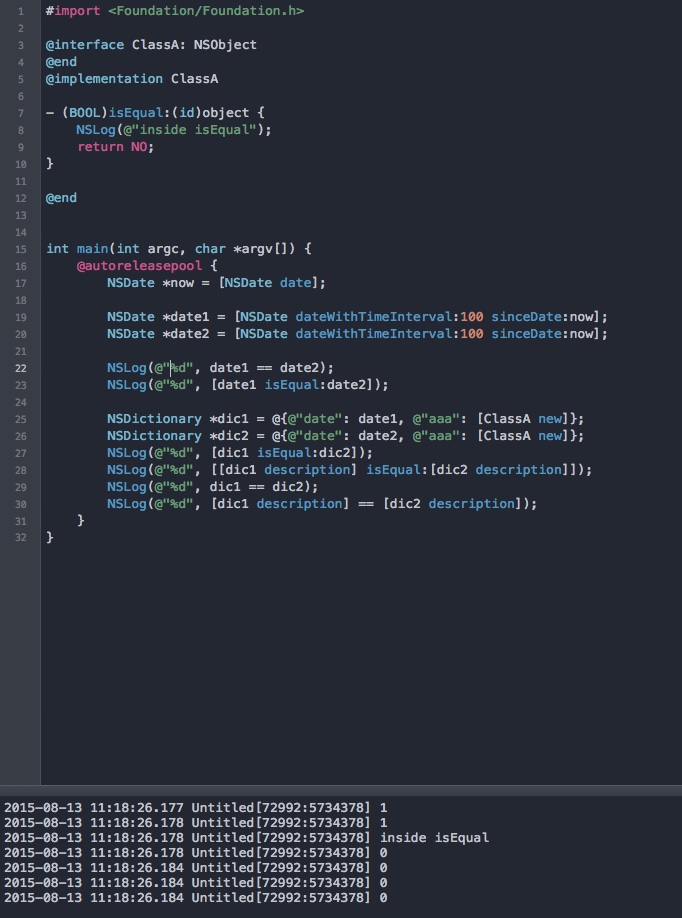 1 #import <Foundation/Foundation.h>
2
3 @interface ClassA: NSObject
4 @end
5 @implementation ClassA
6
7 - (BOOL)isEqual:(id)object {
8     NSLog(@"inside isEqual");
9     return NO;
10 }
11
12 @end
13
14
15 int main(int argc, char *argv[]) {
16     @autoreleasepool {
17         NSDate *now = [NSDate date];
18
19         NSDate *date1 = [NSDate dateWithTimeInterval:100 sinceDate:now];
20         NSDate *date2 = [NSDate dateWithTimeInterval:100 sinceDate:now];
21
22         NSLog(@"%d", date1 == date2);
23         NSLog(@"%d", [date1 isEqual:date2]);
24
25         NSDictionary *dic1 = @{@"date": date1, @"aaa": [ClassA new]};
26         NSDictionary *dic2 = @{@"date": date2, @"aaa": [ClassA new]};
27         NSLog(@"%d", [dic1 isEqual:dic2]);
28         NSLog(@"%d", [[dic1 description] isEqual:[dic2 description]]);
29         NSLog(@"%d", dic1 == dic2);
30         NSLog(@"%d", [dic1 description] == [dic2 description]);
31     }
32 }
2015-08-13 11:18:26.177 Untitled[72992:5734378] 1
2015-08-13 11:18:26.178 Untitled[72992:5734378] 1
2015-08-13 11:18:26.178 Untitled[72992:5734378] inside isEqual
2015-08-13 11:18:26.178 Untitled[72992:5734378] 0
2015-08-13 11:18:26.184 Untitled[72992:5734378] 0
2015-08-13 11:18:26.184 Untitled[72992:5734378] 0
2015-08-13 11:18:26.184 Untitled[72992:5734378] 0